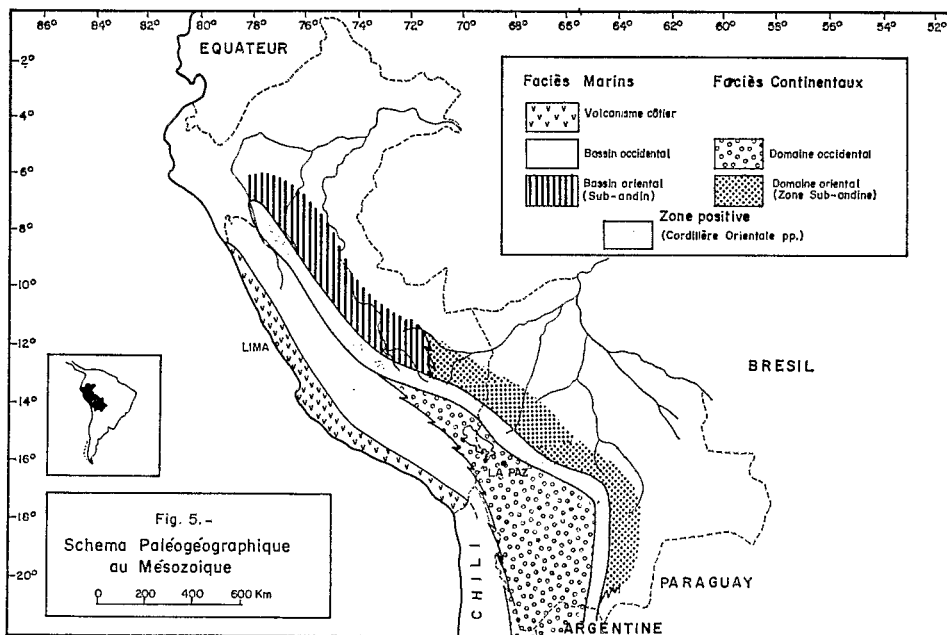 86° 84° 82° 80° 78° 76° 74° 72° 70° 68° 66° 64° 62° 60° 58° 56° 54° 52°
-2°
-4°
-6°
-8°
-10°
-12°
-14°
-16°
-18°
-20°
EQUATEUR
Faciès Marins
Faciès Continentaux
Volcanisme côtier
Bassin occidental
Domaine occidental
Bassin oriental
(Sub-andin)
Domaine oriental
(Zone Sub-andine)
Zone positive
(Cordillère Orientale pp.)
LIMA
BRESIL
LA PAZ
CHILI
PARAGUAY
ARGENTINE
Fig. 5.-
Schema Paléogéographique
au Mésozoique
0 200 400 600 Km